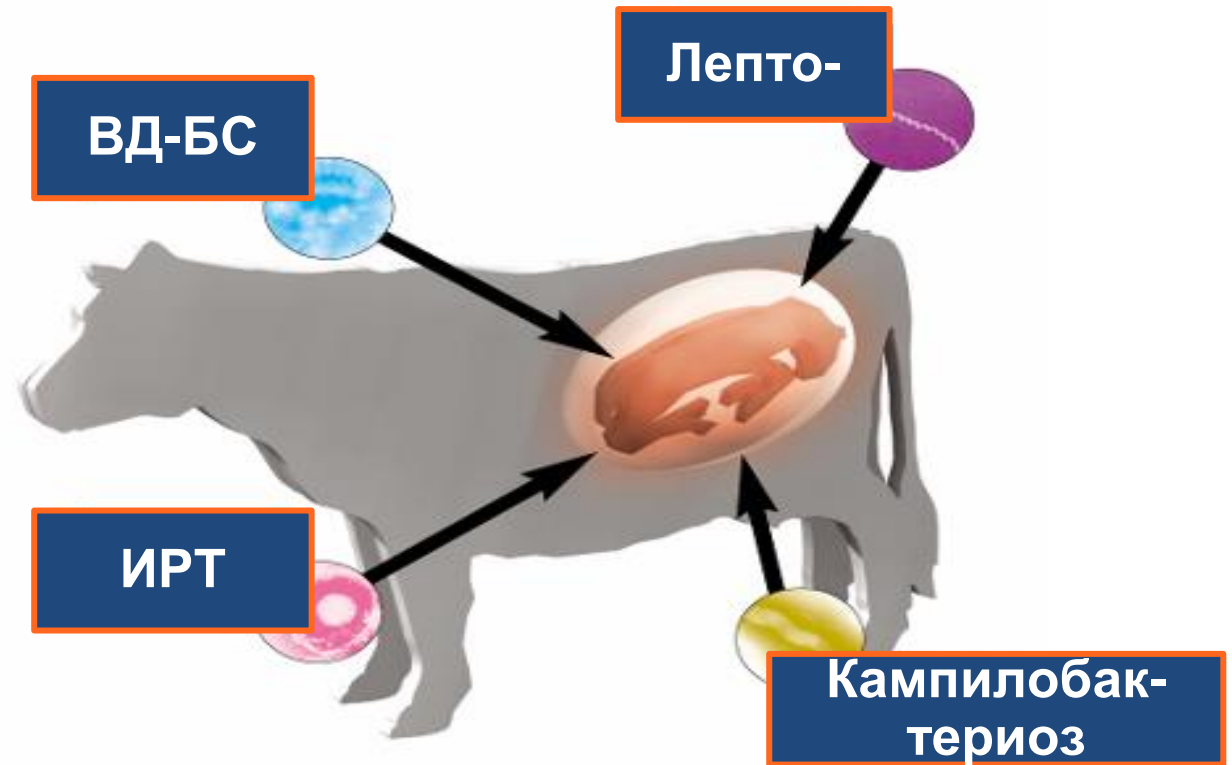 Лепто-
ВД-БС
ИРТ
Кампилобак-
териоз